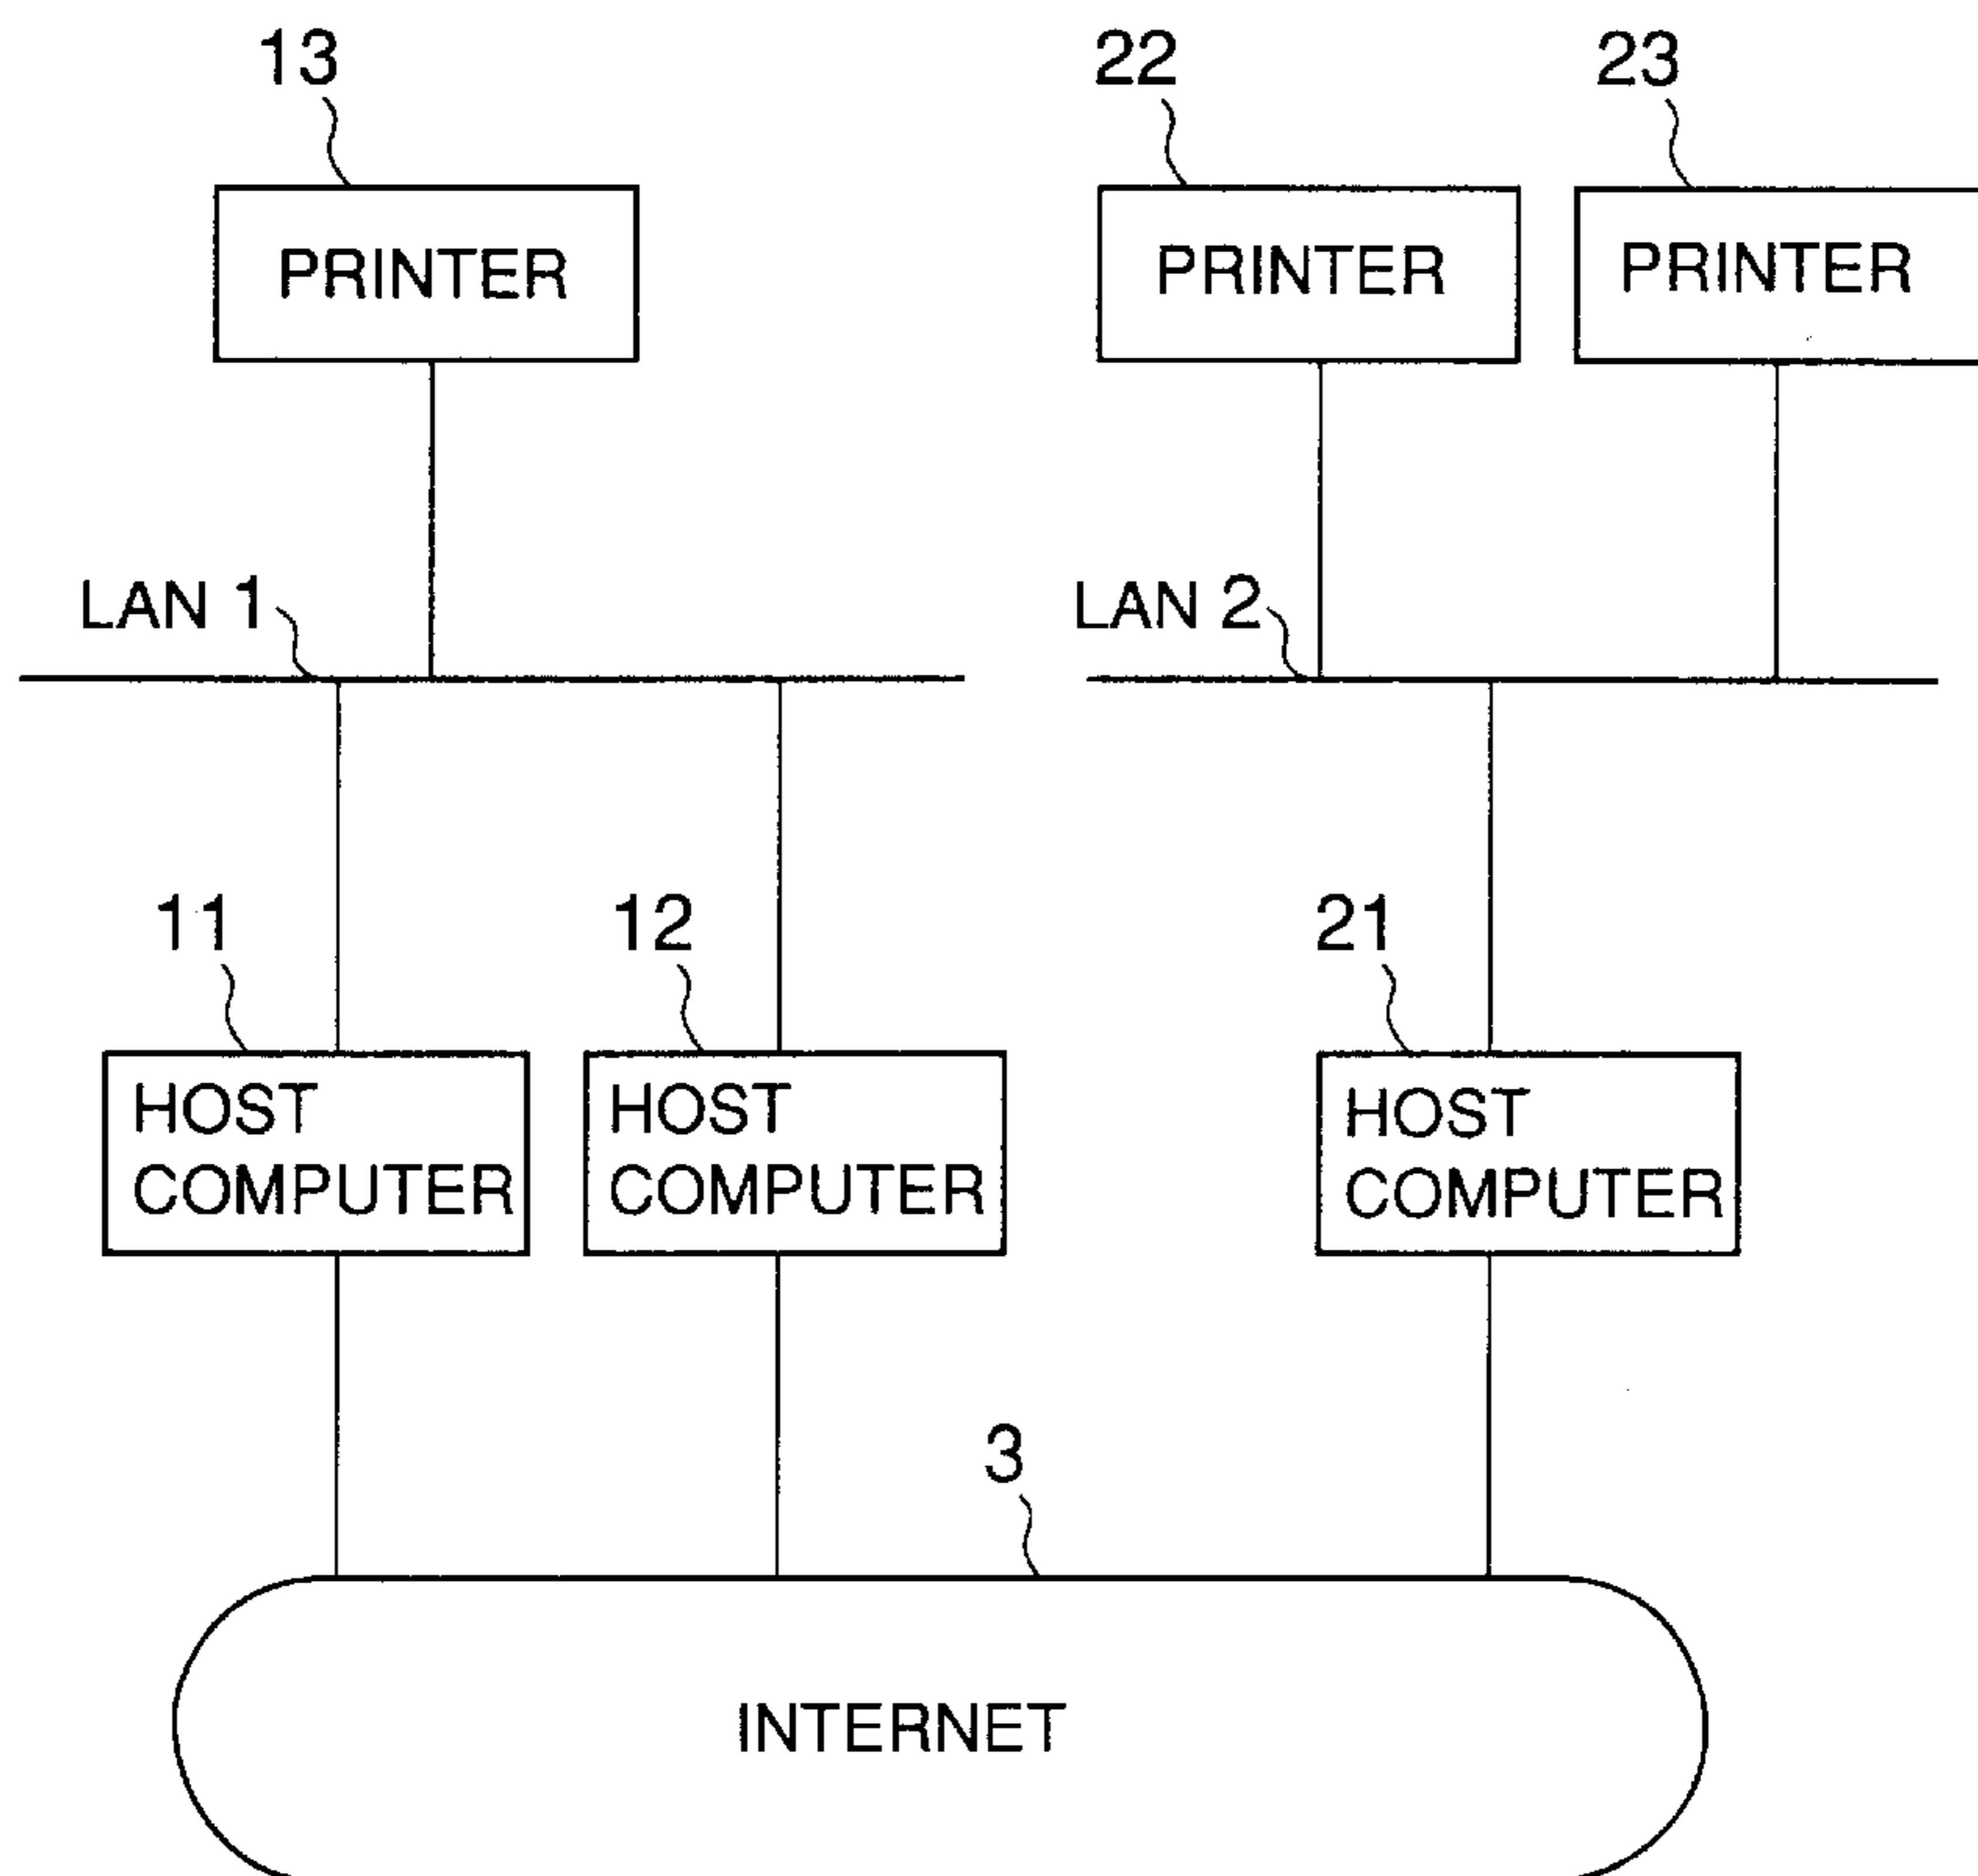 13
22
23
PRINTER
PRINTER
PRINTER
LAN 1
LAN 2
11
12
21
HOST
COMPUTER
HOST
COMPUTER
HOST
COMPUTER
3
INTERNET